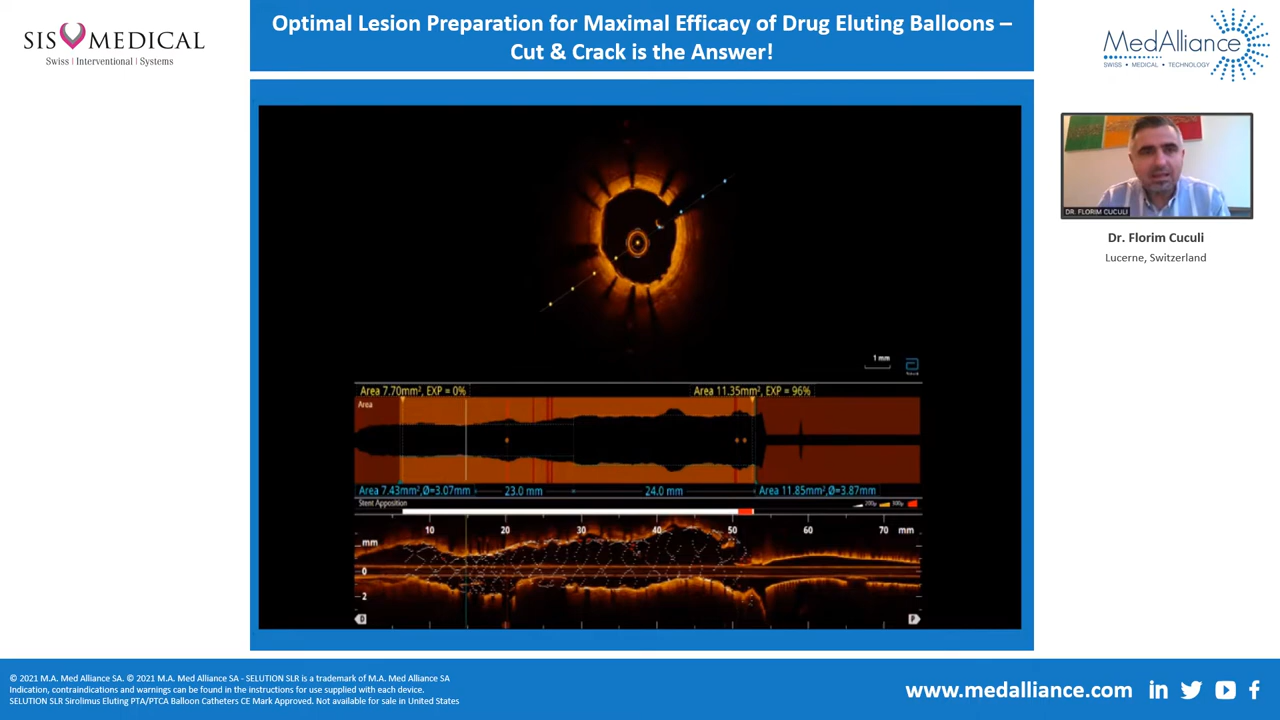 SIS MEDICAL
Swiss | Interventional | Systems
Optimal Lesion Preparation for Maximal Efficacy of Drug Eluting Balloons –
Cut & Crack is the Answer!
MedAlliance
SWISS • MEDICAL • TECHNOLOGY
DR. FLORIM CUCULI
Dr. Florim Cuculi
Lucerne, Switzerland
1 mm
Area 7.70mm², EXP = 0%
Area 11.35mm², EXP = 96%
Area
Area 7.43mm²,Ø=3.07mm
23.0 mm
24.0 mm
Area 11.85mm²,Ø=3.87mm
Stent Apposition
200µ
300µ
10 20 30 40 50 60 70 mm
mm
0
2
D
P
© 2021 M.A. Med Alliance SA. © 2021 M.A. Med Alliance SA - SELUTION SLR is a trademark of M.A. Med Alliance SA
Indication, contraindications and warnings can be found in the instructions for use supplied with each device.
SELUTION SLR Sirolimus Eluting PTA/PTCA Balloon Catheters CE Mark Approved. Not available for sale in United States
www.medalliance.com